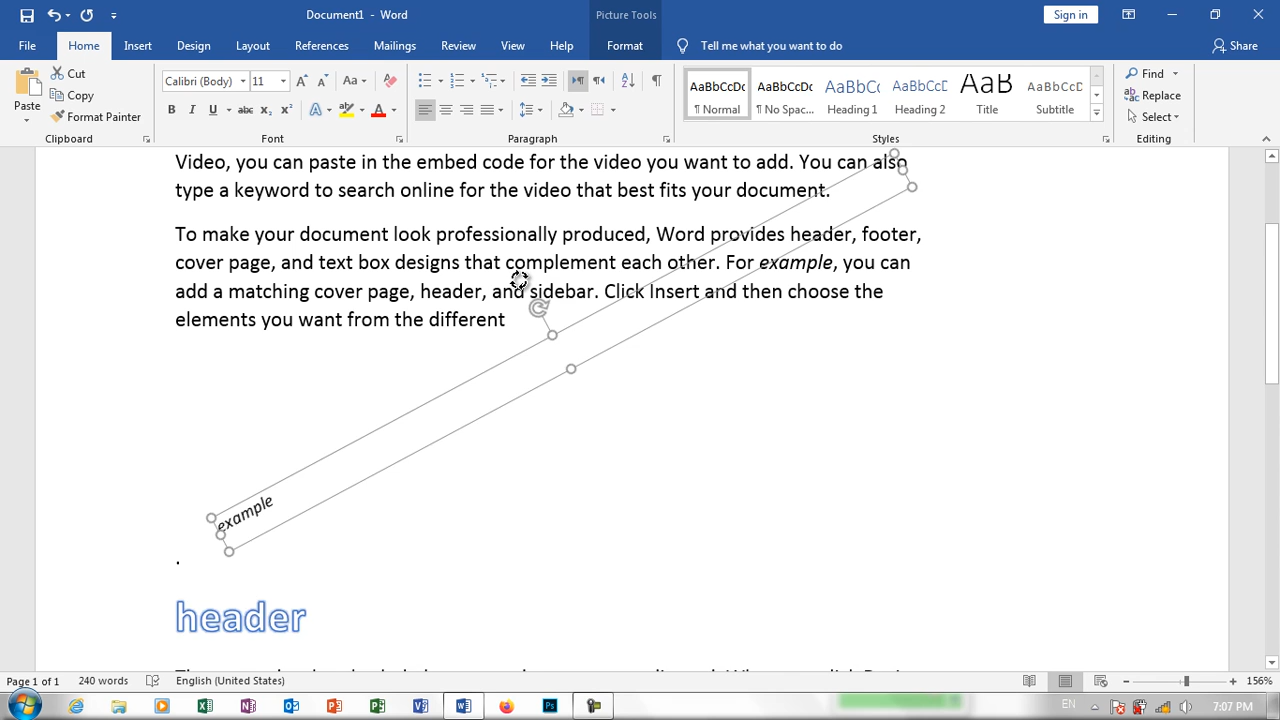 Document1 - Word
Picture Tools
Sign in
File
Home
Insert
Design
Layout
References
Mailings
Review
View
Help
Format
Tell me what you want to do
Share
Paste
Cut
Copy
Format Painter
Clipboard
Calibri (Body)
11
Font
Paragraph
AaBbCcDc
¶ Normal
AaBbCcDc
¶ No Spac...
AaBbCc
Heading 1
AaBbCcD
Heading 2
AaB
Title
AaBbCcD
Subtitle
Styles
Find
Replace
Select
Editing
Video, you can paste in the embed code for the video you want to add. You can also
type a keyword to search online for the video that best fits your document.
To make your document look professionally produced, Word provides header, footer,
cover page, and text box designs that complement each other. For example, you can
add a matching cover page, header, and sidebar. Click Insert and then choose the
elements you want from the different
example
.
header
Page 1 of 1
240 words
English (United States)
156%
EN
7:07 PM